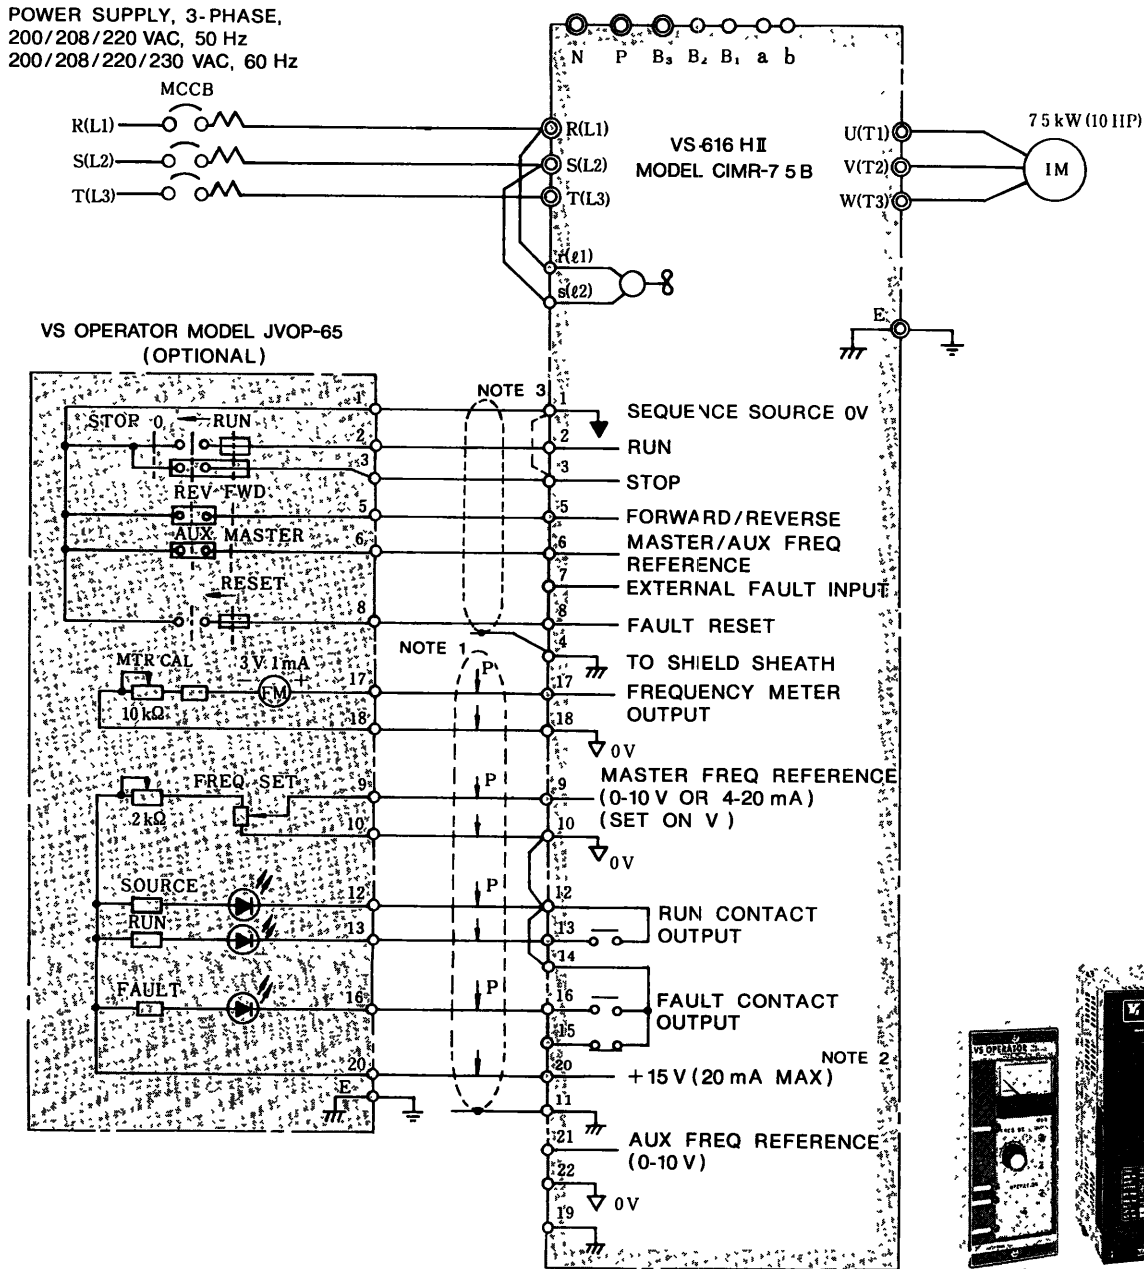 POWER SUPPLY, 3-PHASE,
200/208/220 VAC, 50 Hz
200/208/220/230 VAC, 60 Hz
MCCB
R(L1)
S(L2)
T(L3)
N P B₃ B₂ B₁ a b
R(L1)
S(L2)
T(L3)
VS-616 HⅡ
MODEL CIMR-7 5 B
U(T1)
V(T2)
W(T3)
7 5 kW (10 HP)
IM
r(ℓ1)
s(ℓ2)
E
VS OPERATOR MODEL JVOP-65
(OPTIONAL)
NOTE 3
1
1
SEQUENCE SOURCE 0V
STOP 0 RUN
2
2
RUN
3
3
STOP
REV FWD
5
5
FORWARD/REVERSE
AUX MASTER
6
6
MASTER/AUX FREQ
REFERENCE
7
EXTERNAL FAULT INPUT
RESET
8
8
FAULT RESET
4
TO SHIELD SHEATH
NOTE 1
MTR CAL
3 V 1 mA
− +
FM
10 kΩ
17
P
17
FREQUENCY METER
OUTPUT
18
18
0 V
FREQ SET
2 kΩ
9
P
9
MASTER FREQ REFERENCE
(0-10 V OR 4-20 mA)
(SET ON V )
10
10
0 V
SOURCE
12
P
12
RUN
13
13
RUN CONTACT
OUTPUT
14
FAULT
16
P
16
FAULT CONTACT
OUTPUT
15
NOTE 2
20
20
+15 V (20 mA MAX)
E
11
21
AUX FREQ REFERENCE
(0-10 V)
22
0 V
19
VS OPERATOR